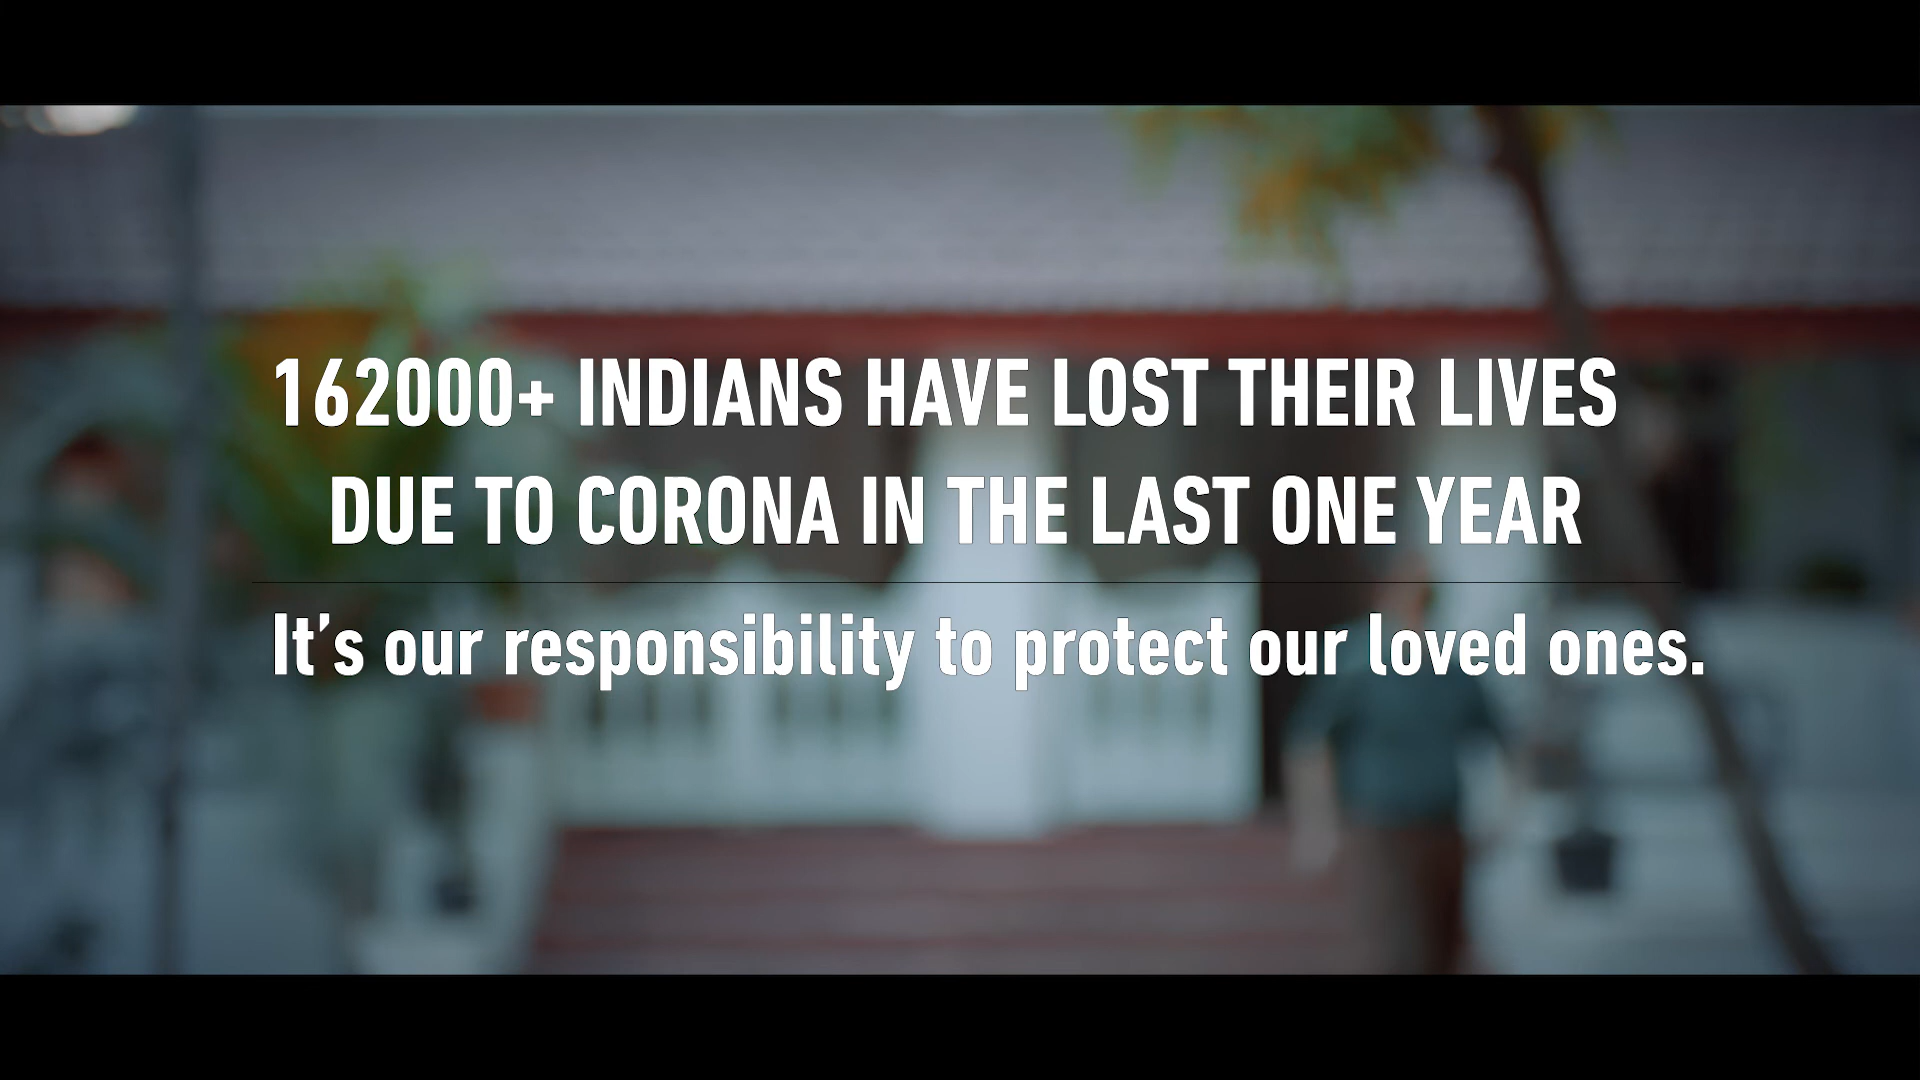 162000+ INDIANS HAVE LOST THEIR LIVES
DUE TO CORONA IN THE LAST ONE YEAR
It’s our responsibility to protect our loved ones.